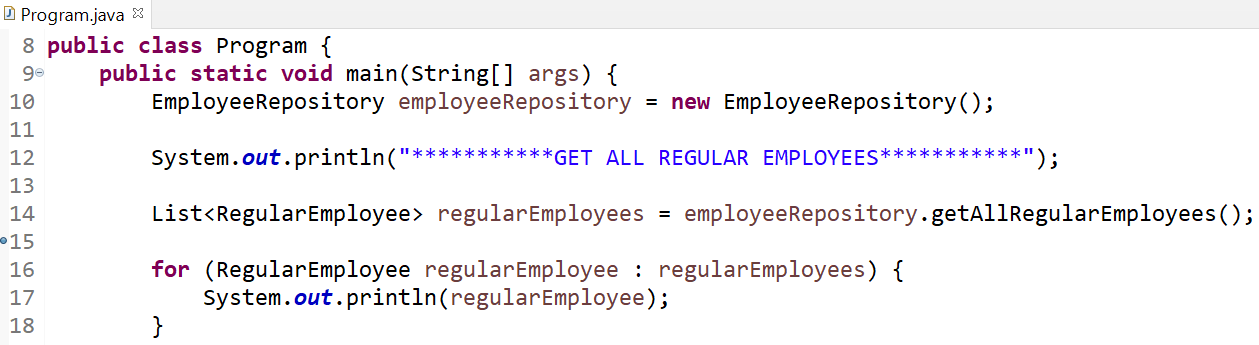 Program.java
8 public class Program {
9 public static void main(String[] args) {
10 EmployeeRepository employeeRepository = new EmployeeRepository();
11
12 System.out.println("***********GET ALL REGULAR EMPLOYEES***********");
13
14 List<RegularEmployee> regularEmployees = employeeRepository.getAllRegularEmployees();
15
16 for (RegularEmployee regularEmployee : regularEmployees) {
17 System.out.println(regularEmployee);
18 }